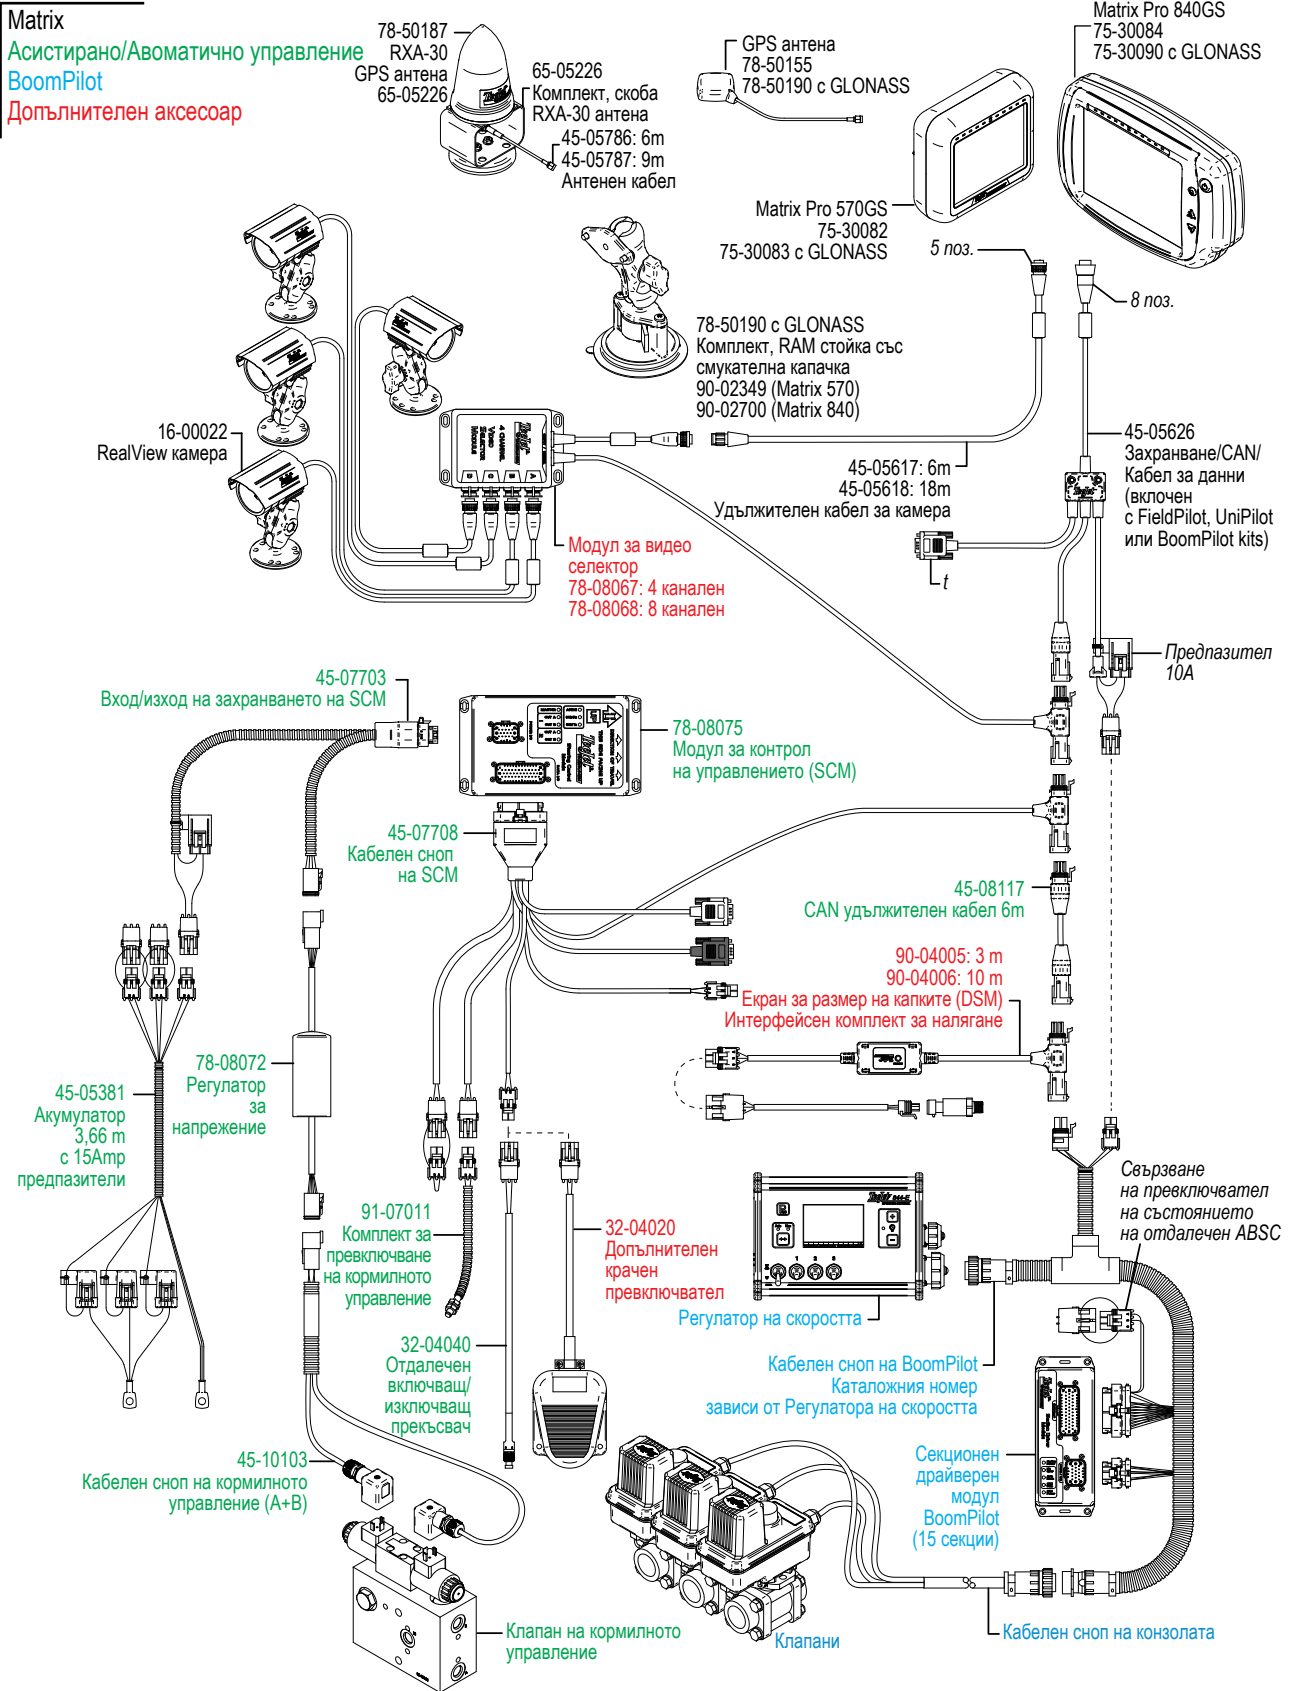 Matrix
Асистирано/Авоматично управление
BoomPilot
Допълнителен аксесоар
78-50187
RXA-30
GPS антена
65-05226
65-05226
Комплект, скоба
RXA-30 антена
45-05786: 6m
45-05787: 9m
Антенен кабел
GPS антена
78-50155
78-50190 с GLONASS
Matrix Pro 840GS
75-30084
75-30090 с GLONASS
Matrix Pro 570GS
75-30082
75-30083 с GLONASS
5 поз.
8 поз.
78-50190 с GLONASS
Комплект, RAM стойка със
смукателна капачка
90-02349 (Matrix 570)
90-02700 (Matrix 840)
16-00022
RealView камера
TeeJet
4 CHANNEL
VIDEO
SELECTOR
MODULE
A
B
C
D
45-05617: 6m
45-05618: 18m
Удължителен кабел за камера
45-05626
Захранване/CAN/
Кабел за данни
(включен
с FieldPilot, UniPilot
или BoomPilot kits)
t
Модул за видео
селектор
78-08067: 4 канален
78-08068: 8 канален
Предпазител
10A
45-07703
Вход/изход на захранването на SCM
78-08075
Модул за контрол
на управлението (SCM)
45-07708
Кабелен сноп
на SCM
45-08117
CAN удължителен кабел 6m
90-04005: 3 m
90-04006: 10 m
Екран за размер на капките (DSM)
Интерфейсен комплект за налягане
78-08072
Регулатор
за
напрежение
45-05381
Акумулатор
3,66 m
с 15Amp
предпазители
91-07011
Комплект за
превключване
на кормилното
управление
32-04020
Допълнителен
крачен
превключвател
Свързване
на превключвател
на състоянието
на отдалечен ABSC
TeeJet 844-E
1 2 3
Регулатор на скоростта
32-04040
Отдалечен
включващ/
изключващ
прекъсвач
Кабелен сноп на BoomPilot
Каталожния номер
зависи от Регулатора на скоростта
45-10103
Кабелен сноп на кормилното
управление (A+B)
Секционен
драйверен
модул
BoomPilot
(15 секции)
Клапан на кормилното
управление
Клапани
Кабелен сноп на конзолата